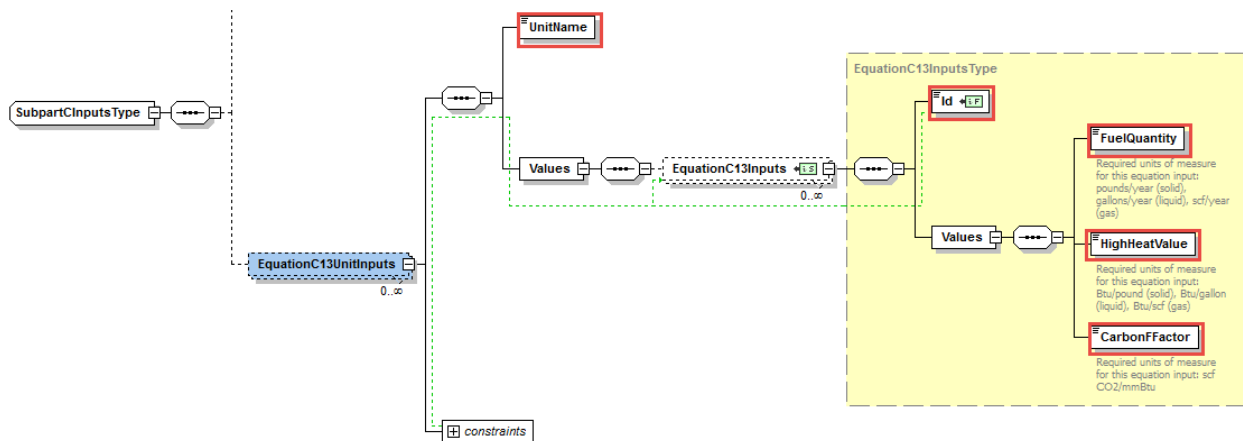 UnitName
EquationC13InputsType
Id
iF
SubpartCInputsType
FuelQuantity
Required units of measure
for this equation input:
pounds/year (solid),
gallons/year (liquid), scf/year
(gas)
Values
EquationC13Inputs
iS
0..∞
Values
HighHeatValue
Required units of measure
for this equation input:
Btu/pound (solid), Btu/gallon
(liquid), Btu/scf (gas)
EquationC13UnitInputs
0..∞
CarbonFFactor
Required units of measure
for this equation input: scf
CO2/mmBtu
constraints